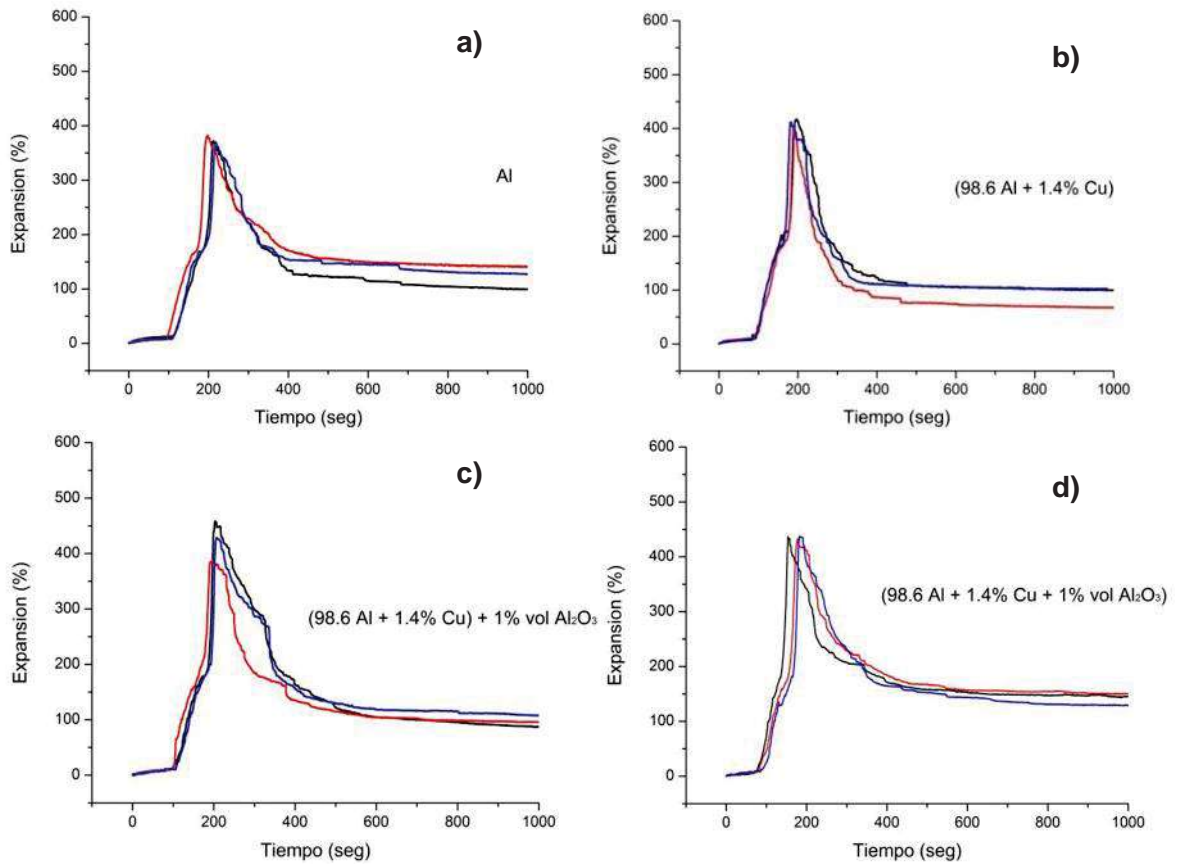 a)
Expansion (%)
600
500
400
300
200
100
0
Al
0 200 400 600 800 1000
Tiempo (seg)
b)
Expansion (%)
600
500
400
300
200
100
0
(98.6 Al + 1.4% Cu)
0 200 400 600 800 1000
Tiempo (seg)
c)
Expansion (%)
600
500
400
300
200
100
0
(98.6 Al + 1.4% Cu) + 1% vol Al₂O₃
0 200 400 600 800 1000
Tiempo (seg)
d)
Expansion (%)
600
500
400
300
200
100
0
(98.6 Al + 1.4% Cu + 1% vol Al₂O₃)
0 200 400 600 800 1000
Tiempo (seg)